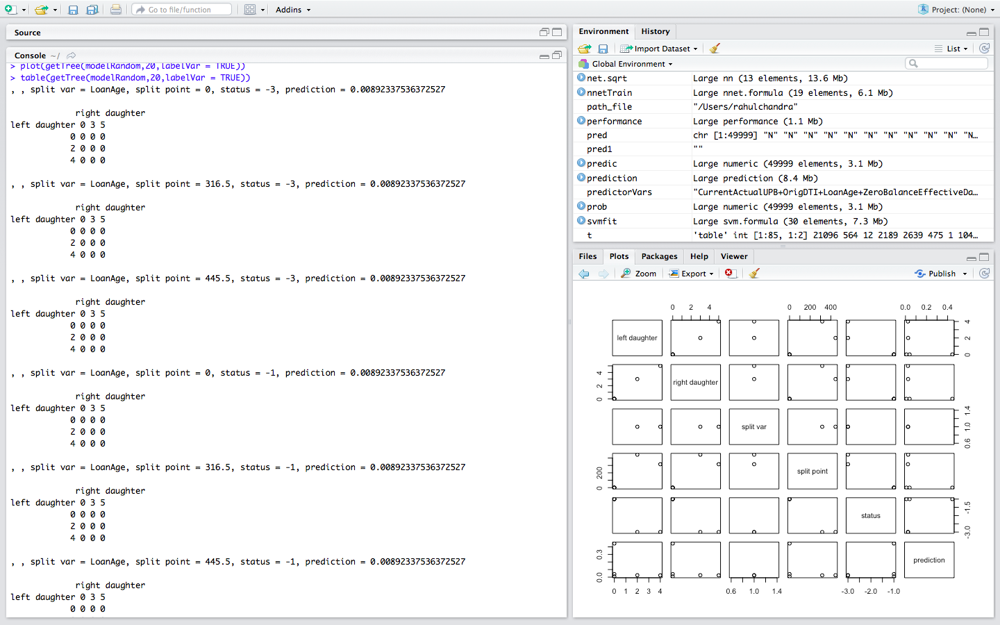 Go to file/function
Addins
Project: (None)
Source
Console ~/
> plot(getTree(modelRandom,20,labelVar = TRUE))
> table(getTree(modelRandom,20,labelVar = TRUE))
, , split var = LoanAge, split point = 0, status = -3, prediction = 0.00892337536372527
right daughter
left daughter 0 3 5
0 0 0 0
2 0 0 0
4 0 0 0
, , split var = LoanAge, split point = 316.5, status = -3, prediction = 0.00892337536372527
right daughter
left daughter 0 3 5
0 0 0 0
2 0 0 0
4 0 0 0
, , split var = LoanAge, split point = 445.5, status = -3, prediction = 0.00892337536372527
right daughter
left daughter 0 3 5
0 0 0 0
2 0 0 0
4 0 0 0
, , split var = LoanAge, split point = 0, status = -1, prediction = 0.00892337536372527
right daughter
left daughter 0 3 5
0 0 0 0
2 0 0 0
4 0 0 0
, , split var = LoanAge, split point = 316.5, status = -1, prediction = 0.00892337536372527
right daughter
left daughter 0 3 5
0 0 0 0
2 0 0 0
4 0 0 0
, , split var = LoanAge, split point = 445.5, status = -1, prediction = 0.00892337536372527
right daughter
left daughter 0 3 5
0 0 0 0
Environment History
Import Dataset List
Global Environment
net.sqrt Large nn (13 elements, 13.6 Mb)
nnetTrain Large nnet.formula (19 elements, 6.1 Mb)
path_file "/Users/rahulchandra"
performance Large performance (1.1 Mb)
pred chr [1:49999] "N" "N" "N" "N" "N" "N" "N" "N" "N" "N" "N…
pred1 ""
predic Large numeric (49999 elements, 3.1 Mb)
prediction Large prediction (8.4 Mb)
predictorVars "CurrentActualUPB+OrigDTI+LoanAge+ZeroBalanceEffectiveDa…
prob Large numeric (49999 elements, 3.1 Mb)
svmfit Large svm.formula (30 elements, 7.3 Mb)
t 'table' int [1:85, 1:2] 21096 564 12 2189 2639 475 1 104…
Files Plots Packages Help Viewer
Zoom Export Publish
0 2 4 0 200 400 0.0 0.2 0.4
left daughter 0 2 4
0 2 4 right daughter
split var 0.6 1.0 1.4
0 200 split point
status -3.0 -1.5
0.0 0.3 prediction
0 1 2 3 4 0.6 1.0 1.4 -3.0 -2.0 -1.0